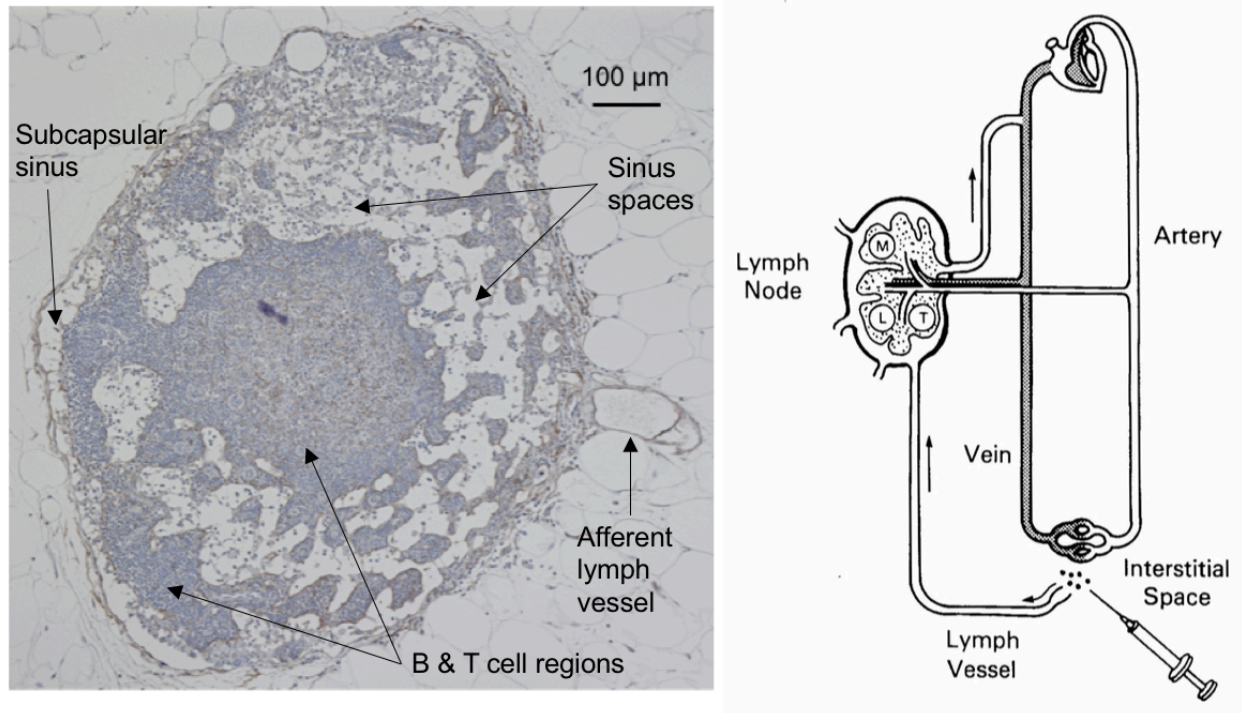 100 µm
Subcapsular
sinus
Sinus
spaces
Afferent
lymph
vessel
B & T cell regions
Lymph
Node
M
L
T
Artery
Vein
Interstitial
Space
Lymph
Vessel